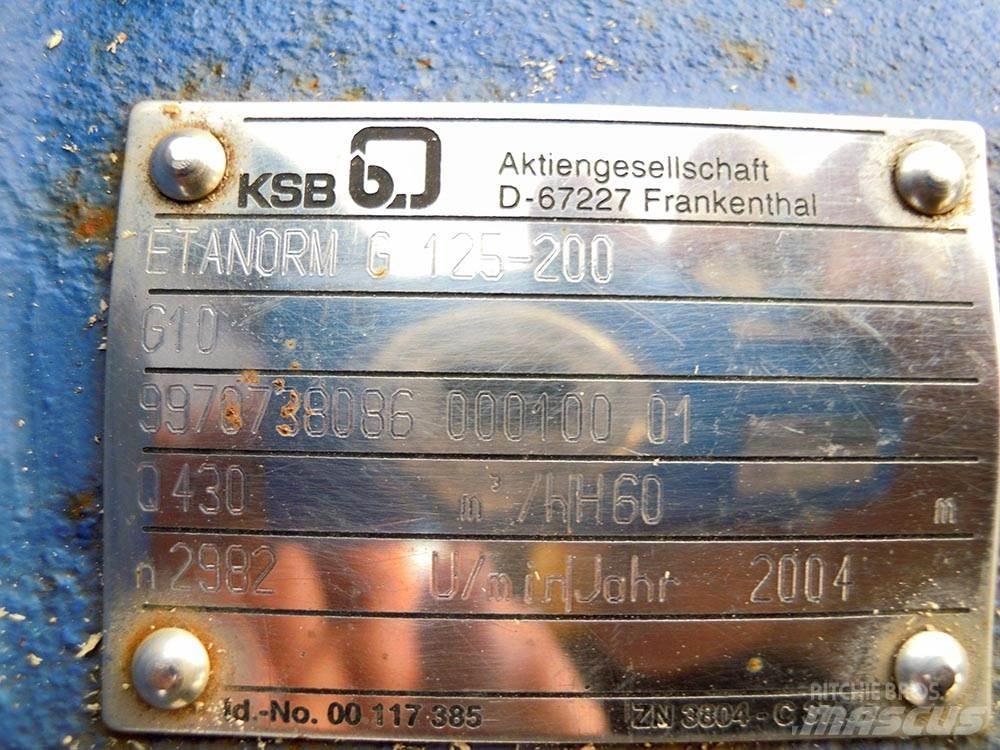 KSB
Aktiengesellschaft
D-67227 Frankenthal
ETANORM G 125-200
G10
9970738086 000100 01
Q 430 m³/h H 60 m
n 2982 U/min Jahr 2004
Id.-No. 00 117 385
ZN 3804 - C
RITCHIE BROS.
MASCUS